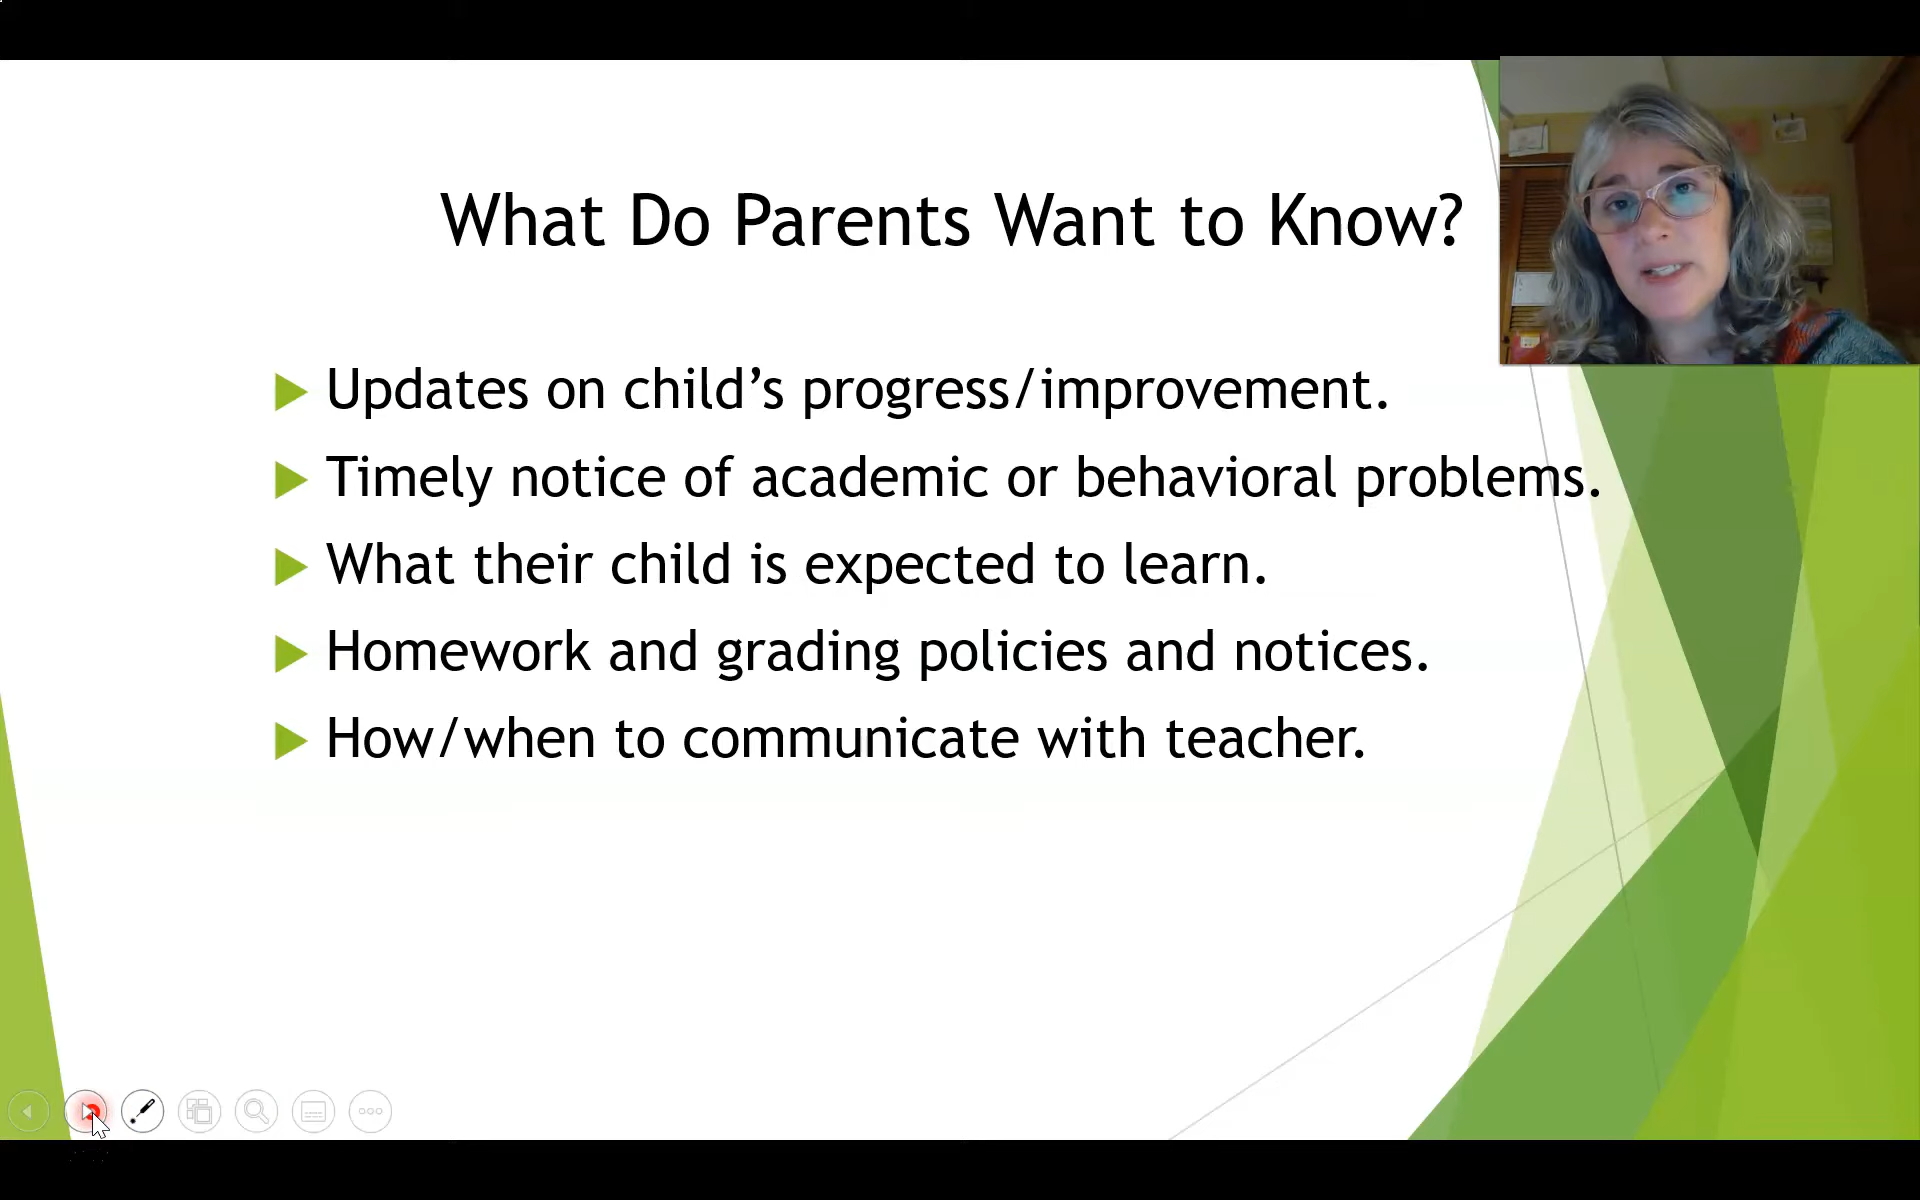 What Do Parents Want to Know?
Updates on child’s progress/improvement.
Timely notice of academic or behavioral problems.
What their child is expected to learn.
Homework and grading policies and notices.
How/when to communicate with teacher.